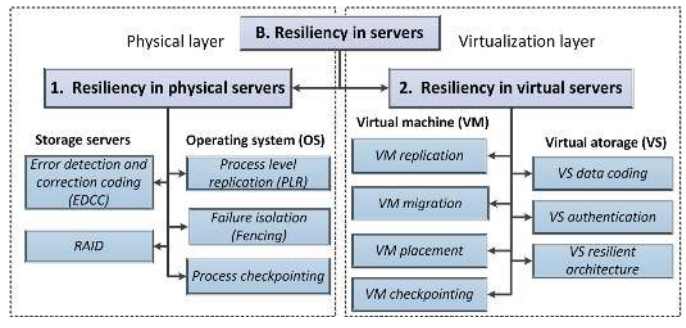 Physical layer
B. Resiliency in servers
Virtualization layer
1. Resiliency in physical servers
2. Resiliency in virtual servers
Storage servers
Error detection and
correction coding
(EDCC)
RAID
Operating system (OS)
Process level
replication (PLR)
Failure isolation
(Fencing)
Process checkpointing
Virtual machine (VM)
VM replication
VM migration
VM placement
VM checkpointing
Virtual atorage (VS)
VS data coding
VS authentication
VS resilient
architecture